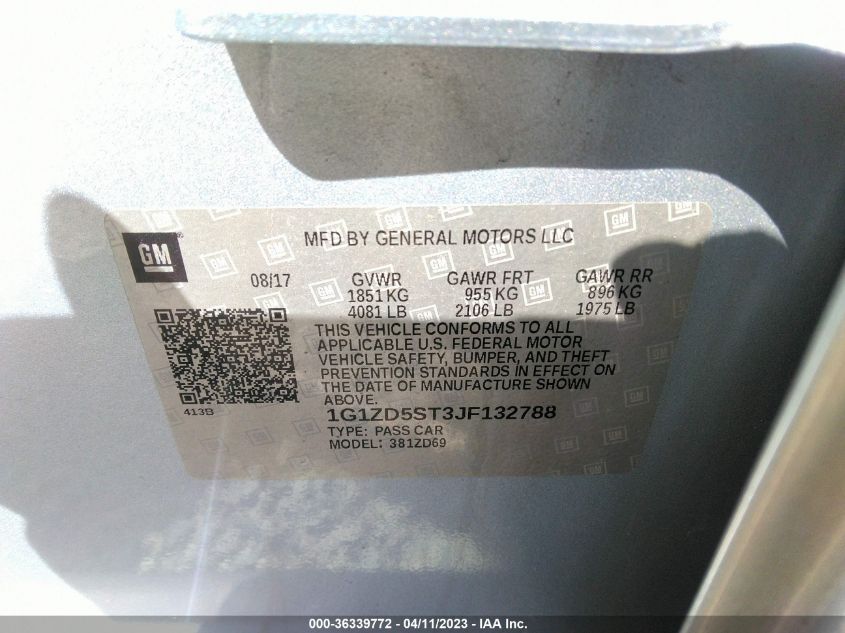 GM
MFD BY GENERAL MOTORS LLC
08/17 GVWR GAWR FRT GAWR RR
1851 KG 955 KG 896 KG
4081 LB 2106 LB 1975 LB
THIS VEHICLE CONFORMS TO ALL
APPLICABLE U.S. FEDERAL MOTOR
VEHICLE SAFETY, BUMPER, AND THEFT
PREVENTION STANDARDS IN EFFECT ON
THE DATE OF MANUFACTURE SHOWN
ABOVE.
413B
1G1ZD5ST3JF132788
TYPE: PASS CAR
MODEL: 381ZD69
000-36339772 / 04/11/2023 - IAA Inc.